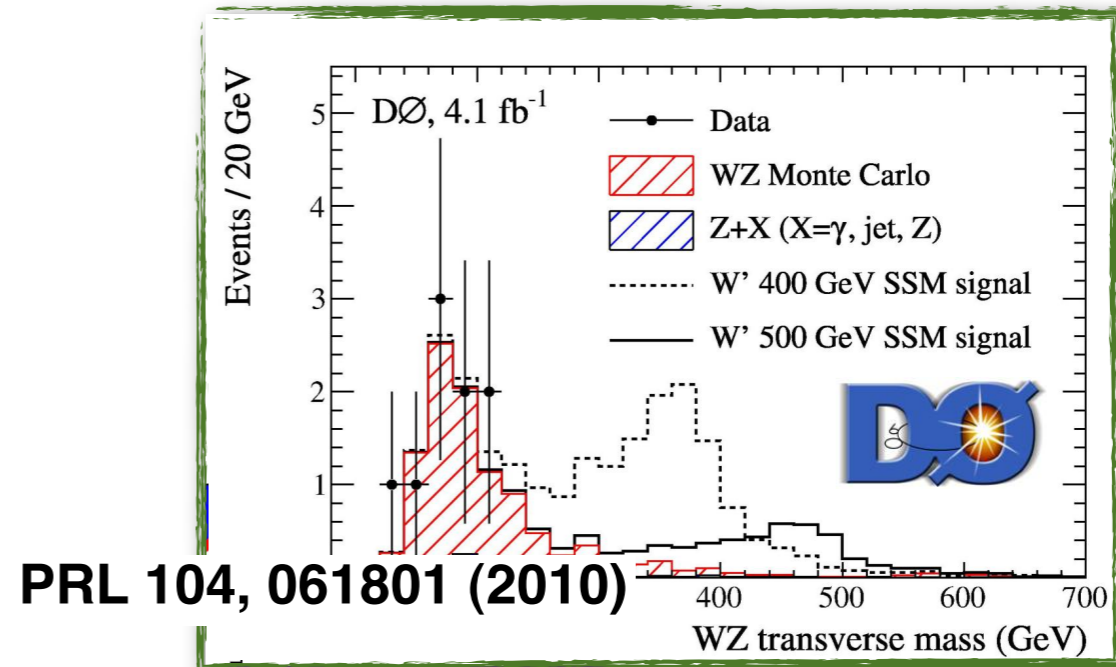 Events / 20 GeV
5
4
3
2
1
DØ, 4.1 fb⁻¹
Data
WZ Monte Carlo
Z+X (X=γ, jet, Z)
W' 400 GeV SSM signal
W' 500 GeV SSM signal
DØ
PRL 104, 061801 (2010)
400 500 600 700
WZ transverse mass (GeV)